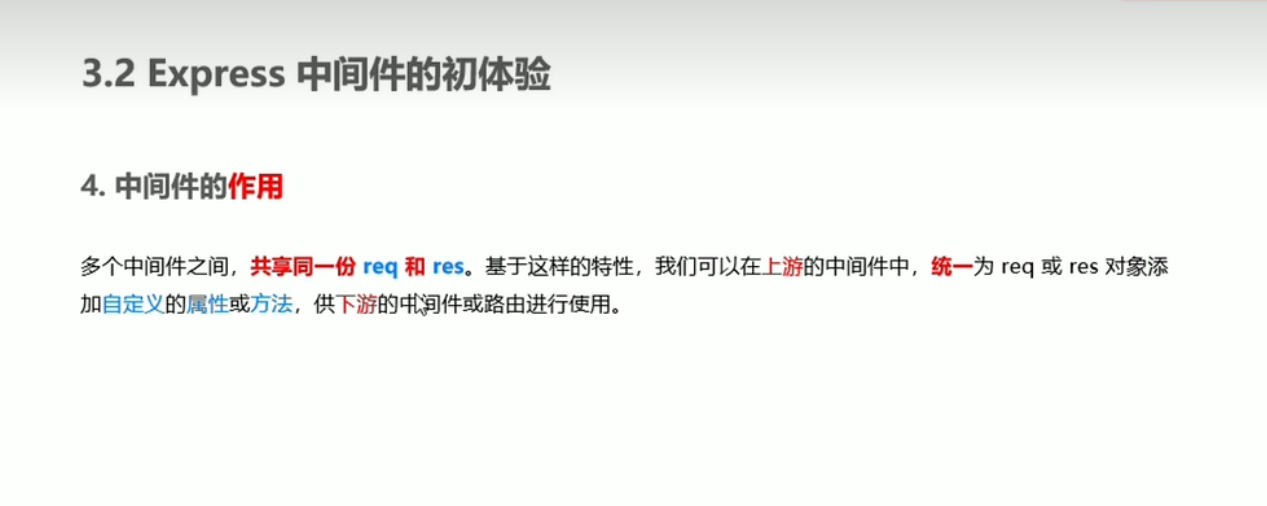 3.2 Express 中间件的初体验
4. 中间件的作用
多个中间件之间，共享同一份 req 和 res。基于这样的特性，我们可以在上游的中间件中，统一为 req 或 res 对象添
加自定义的属性或方法，供下游的中间件或路由进行使用。